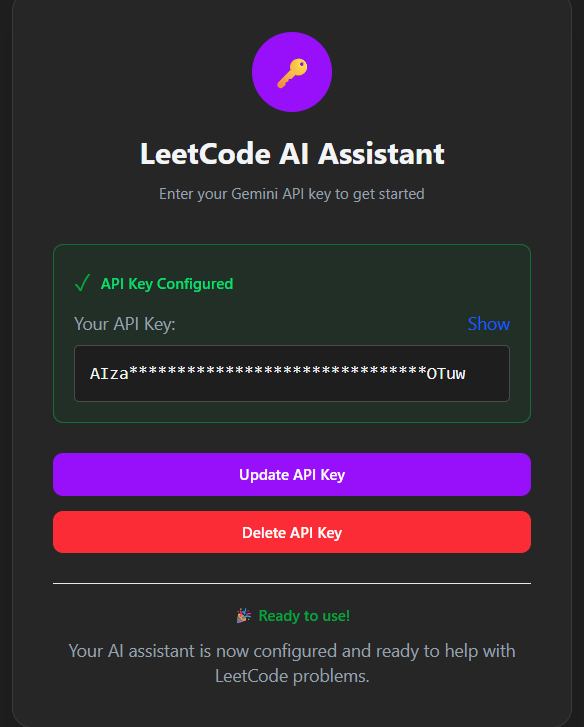 LeetCode AI Assistant
Enter your Gemini API key to get started
✓ API Key Configured
Your API Key: Show
AIza*******************************OTuw
Update API Key
Delete API Key
🎉 Ready to use!
Your AI assistant is now configured and ready to help with
LeetCode problems.